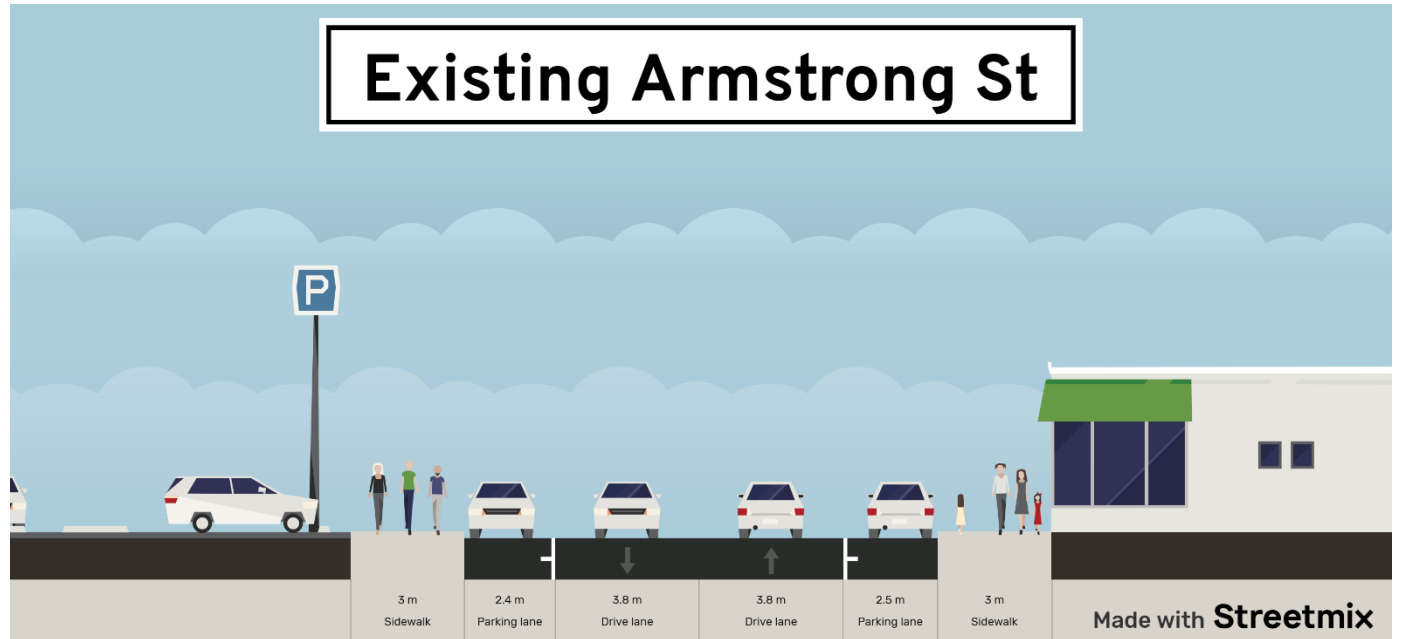 Existing Armstrong St
P
3 m
Sidewalk
2.4 m
Parking lane
3.8 m
Drive lane
3.8 m
Drive lane
2.5 m
Parking lane
3 m
Sidewalk
Made with Streetmix